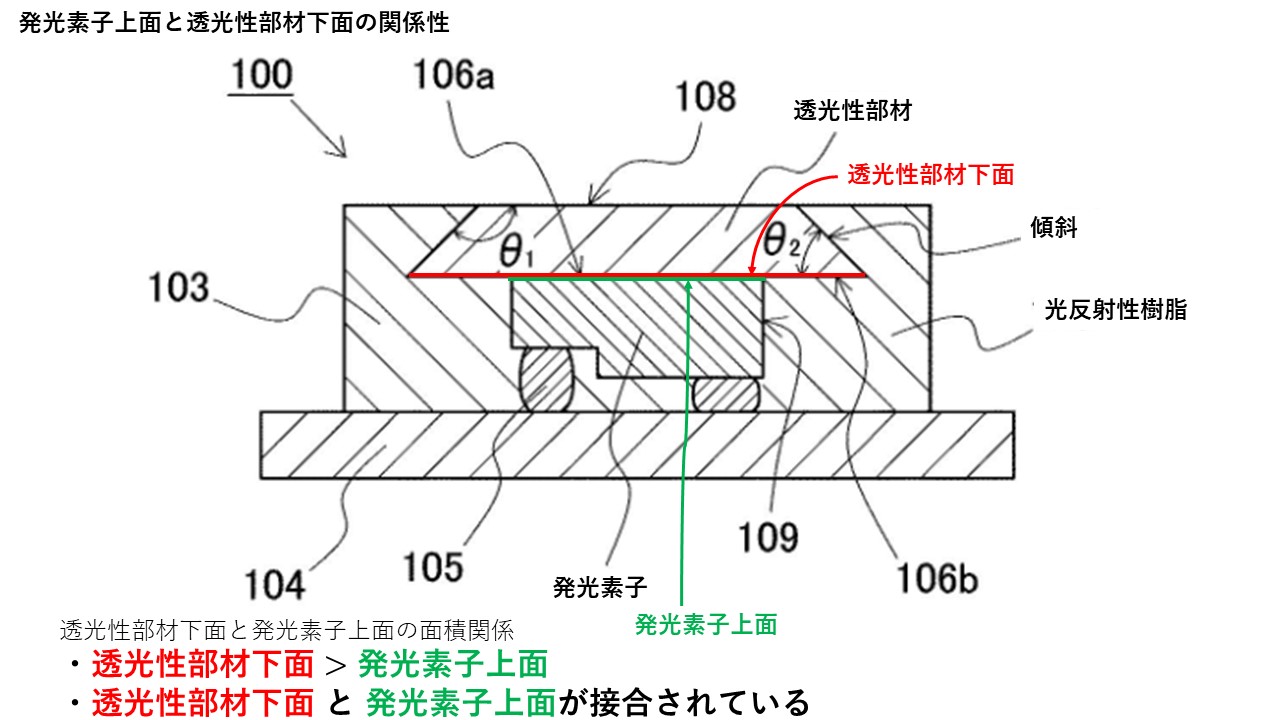 発光素子上面と透光性部材下面の関係性
100
106a
108
透光性部材
透光性部材下面
傾斜
θ1
θ2
103
光反射性樹脂
109
105
104
106b
発光素子
発光素子上面
透光性部材下面と発光素子上面の面積関係
・透光性部材下面 > 発光素子上面
・透光性部材下面 と 発光素子上面が接合されている